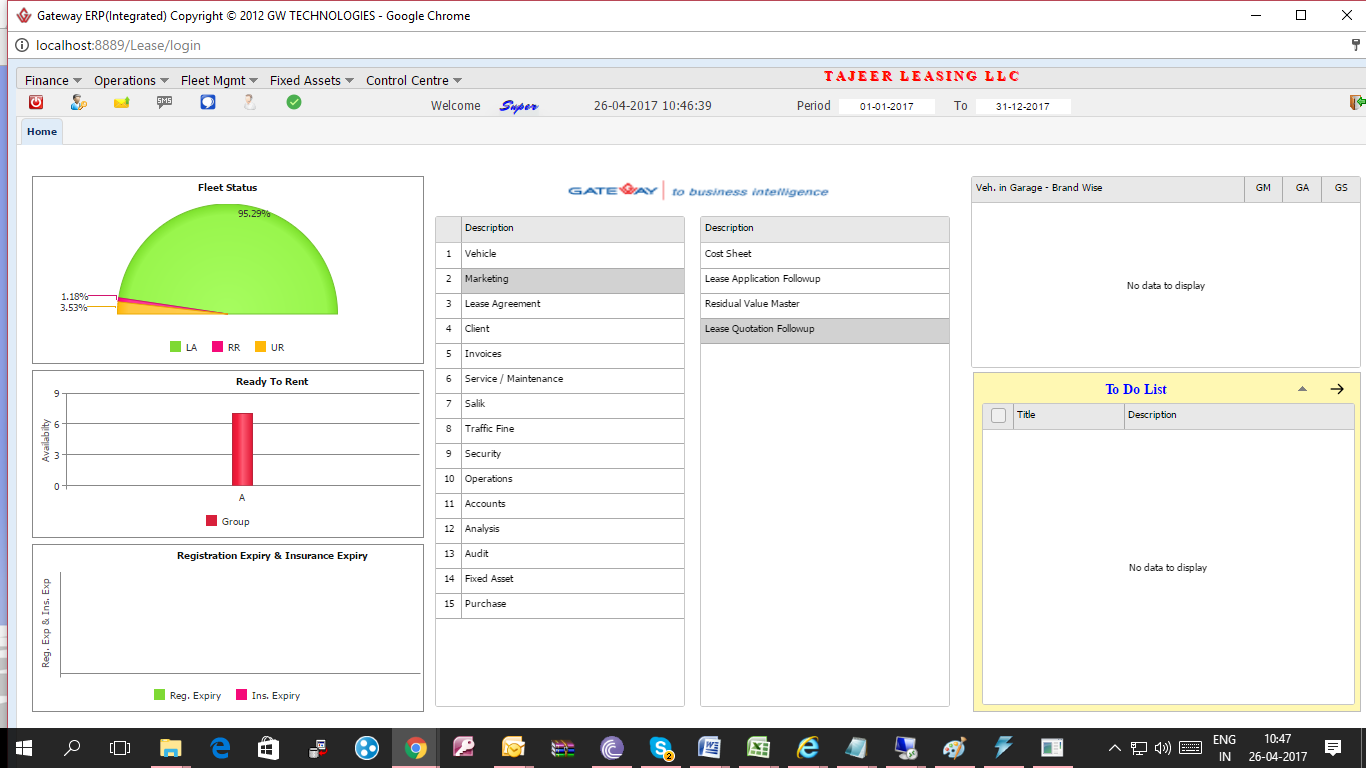 Gateway ERP(Integrated) Copyright © 2012 GW TECHNOLOGIES - Google Chrome
localhost:8889/Lease/login
Finance Operations Fleet Mgmt Fixed Assets Control Centre
TAJEER LEASING LLC
SMS
Welcome Super 26-04-2017 10:46:39 Period 01-01-2017 To 31-12-2017
Home
Fleet Status
95.29%
1.18%
3.53%
LA RR UR
Ready To Rent
Availabilty
9
6
3
0
A
Group
Registration Expiry & Insurance Expiry
Reg. Exp & Ins. Exp
Reg. Expiry Ins. Expiry
GATEWAY to business intelligence
Description
1 Vehicle
2 Marketing
3 Lease Agreement
4 Client
5 Invoices
6 Service / Maintenance
7 Salik
8 Traffic Fine
9 Security
10 Operations
11 Accounts
12 Analysis
13 Audit
14 Fixed Asset
15 Purchase
Description
Cost Sheet
Lease Application Followup
Residual Value Master
Lease Quotation Followup
Veh. in Garage - Brand Wise GM GA GS
No data to display
To Do List
Title Description
No data to display
2
ENG
IN
10:47
26-04-2017